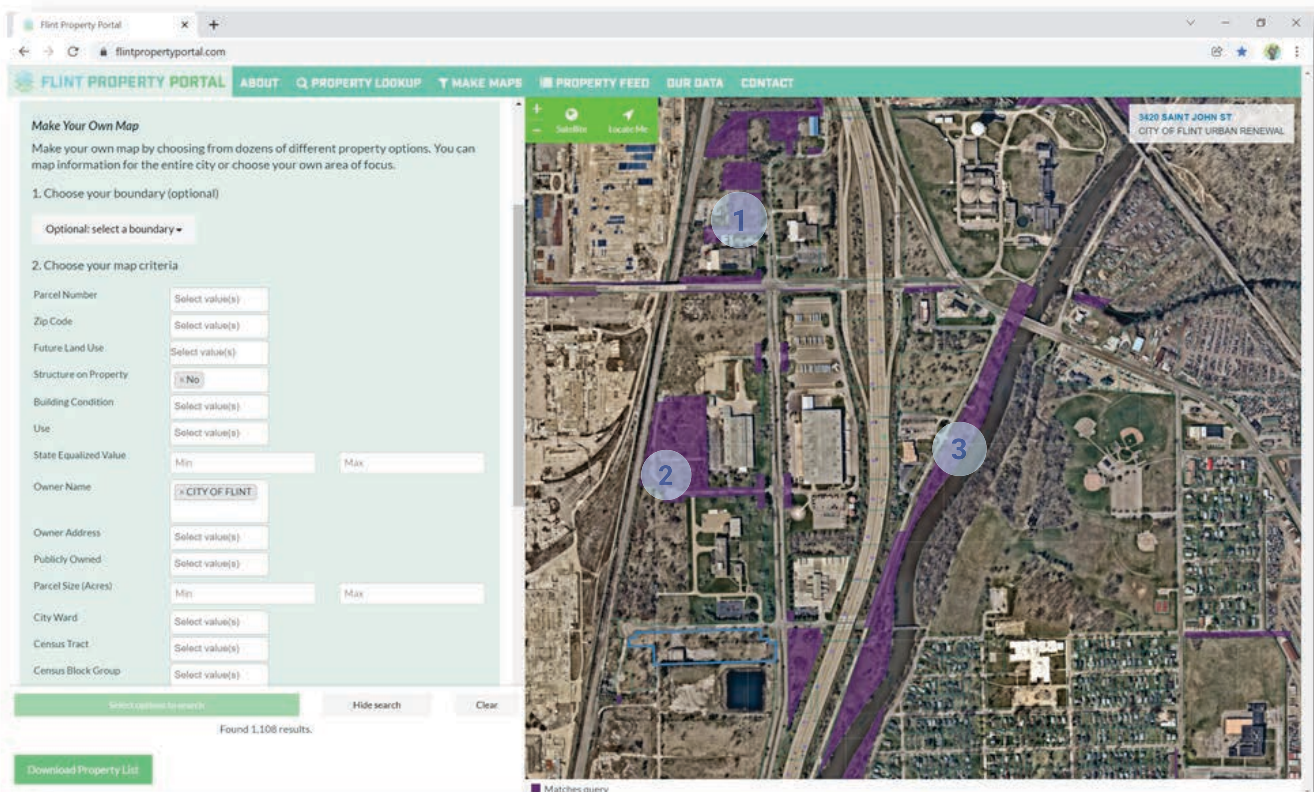 Flint Property Portal
flintpropertyportal.com
FLINT PROPERTY PORTAL ABOUT PROPERTY LOOKUP MAKE MAPS PROPERTY FEED OUR DATA CONTACT
Make Your Own Map
Make your own map by choosing from dozens of different property options. You can
map information for the entire city or choose your own area of focus.
1. Choose your boundary (optional)
Optional: select a boundary
2. Choose your map criteria
Parcel Number Select value(s)
Zip Code Select value(s)
Future Land Use Select value(s)
Structure on Property × No
Building Condition Select value(s)
Use Select value(s)
State Equalized Value Min Max
Owner Name × CITY OF FLINT
Owner Address Select value(s)
Publicly Owned Select value(s)
Parcel Size (Acres) Min Max
City Ward Select value(s)
Census Tract Select value(s)
Census Block Group Select value(s)
Select options to search Hide search Clear
Found 1,108 results.
Download Property List
+
−
Satellite Locate Me
3420 SAINT JOHN ST
CITY OF FLINT URBAN RENEWAL
1
2
3
Matches query